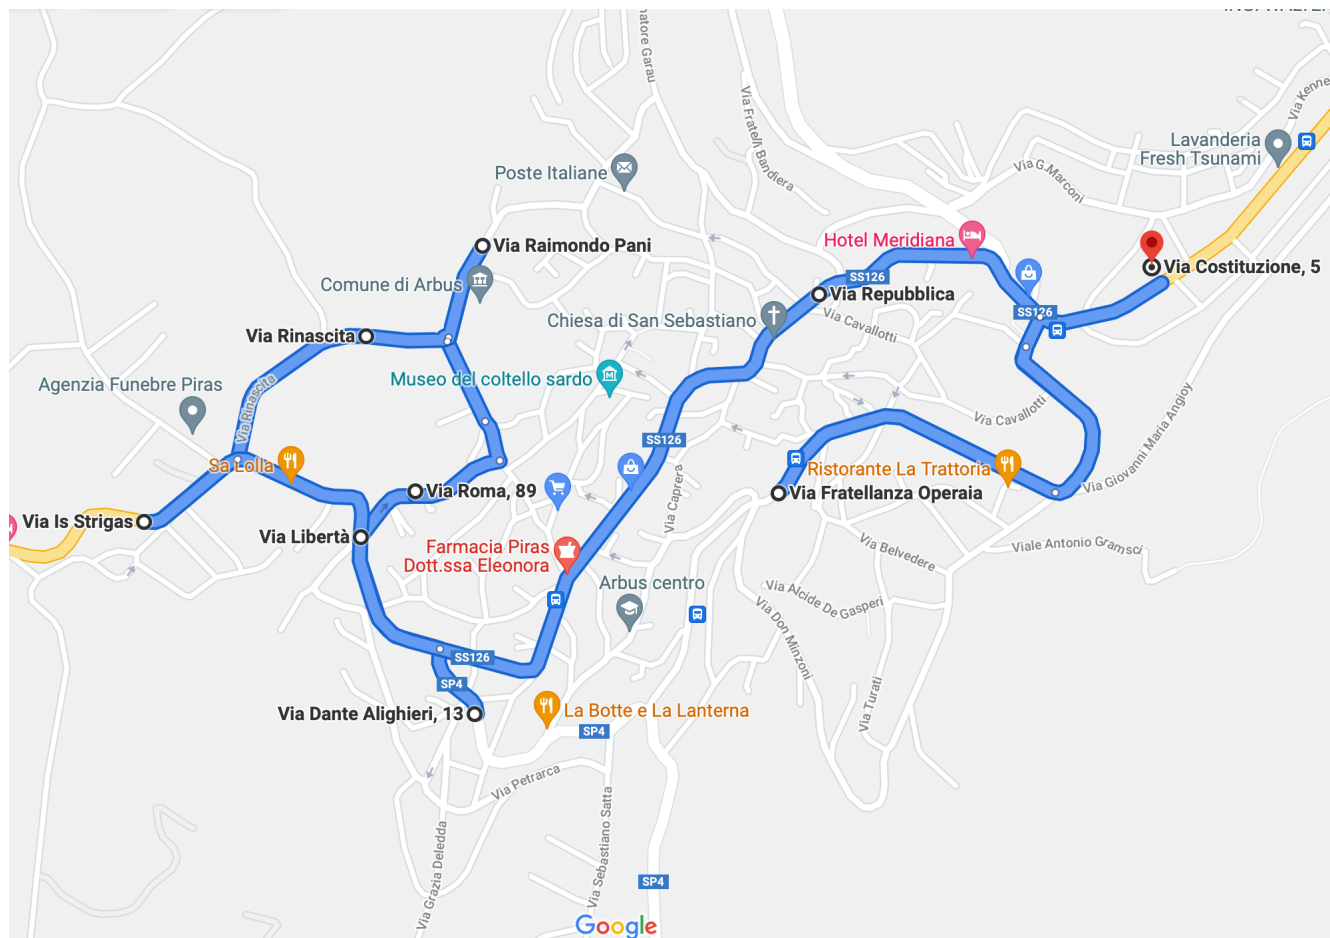 Via Fratelli Bandiera
Via Kenne
Lavanderia
Fresh Tsunami
Poste Italiane
Via G.Marconi
Via Raimondo Pani
Hotel Meridiana
Via Costituzione, 5
Comune di Arbus
SS126
Via Repubblica
SS126
Chiesa di San Sebastiano
Via Cavallotti
Via Rinascita
Museo del coltello sardo
Agenzia Funebre Piras
Via Rinascita
Via Cavallotti
Via Giovanni Maria Angioy
SS126
Sa Lolla
Ristorante La Trattoria
Via Roma, 89
Via Caprera
Via Fratellanza Operaia
Via Is Strigas
Via Libertà
Farmacia Piras
Dott.ssa Eleonora
Via Belvedere
Viale Antonio Gramsci
Arbus centro
Via Alcide De Gasperi
Via Don Minzoni
SS126
SP4
Via Turati
Via Dante Alighieri, 13
La Botte e La Lanterna
SP4
Via Petrarca
Via Sebastiano Satta
Via Grazia Deledda
SP4
Google